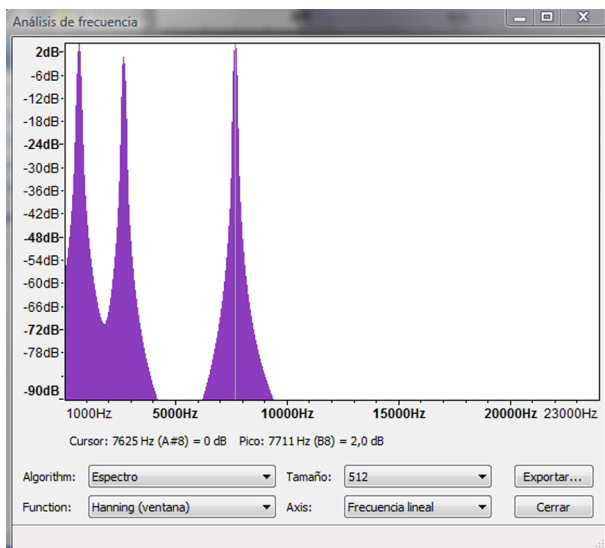 Análisis de frecuencia
2dB
-6dB
-12dB
-18dB
-24dB
-30dB
-36dB
-42dB
-48dB
-54dB
-60dB
-66dB
-72dB
-78dB
-90dB
1000Hz 5000Hz 10000Hz 15000Hz 20000Hz 23000Hz
Cursor: 7625 Hz (A#8) = 0 dB Pico: 7711 Hz (B8) = 2,0 dB
Algorithm: Espectro Tamaño: 512 Exportar...
Function: Hanning (ventana) Axis: Frecuencia lineal Cerrar